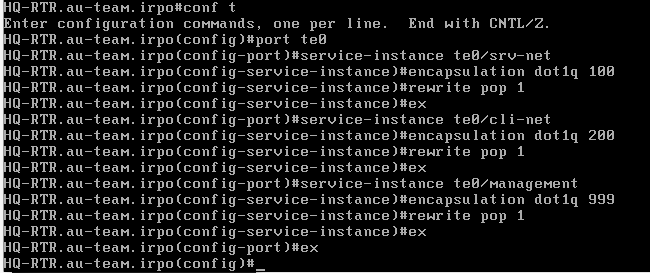 HQ-RTR.au-team.irpo#conf t
Enter configuration commands, one per line.  End with CNTL/Z.
HQ-RTR.au-team.irpo(config)#port te0
HQ-RTR.au-team.irpo(config-port)#service-instance te0/srv-net
HQ-RTR.au-team.irpo(config-service-instance)#encapsulation dot1q 100
HQ-RTR.au-team.irpo(config-service-instance)#rewrite pop 1
HQ-RTR.au-team.irpo(config-service-instance)#ex
HQ-RTR.au-team.irpo(config-port)#service-instance te0/cli-net
HQ-RTR.au-team.irpo(config-service-instance)#encapsulation dot1q 200
HQ-RTR.au-team.irpo(config-service-instance)#rewrite pop 1
HQ-RTR.au-team.irpo(config-service-instance)#ex
HQ-RTR.au-team.irpo(config-port)#service-instance te0/management
HQ-RTR.au-team.irpo(config-service-instance)#encapsulation dot1q 999
HQ-RTR.au-team.irpo(config-service-instance)#rewrite pop 1
HQ-RTR.au-team.irpo(config-service-instance)#ex
HQ-RTR.au-team.irpo(config-port)#ex
HQ-RTR.au-team.irpo(config)#_